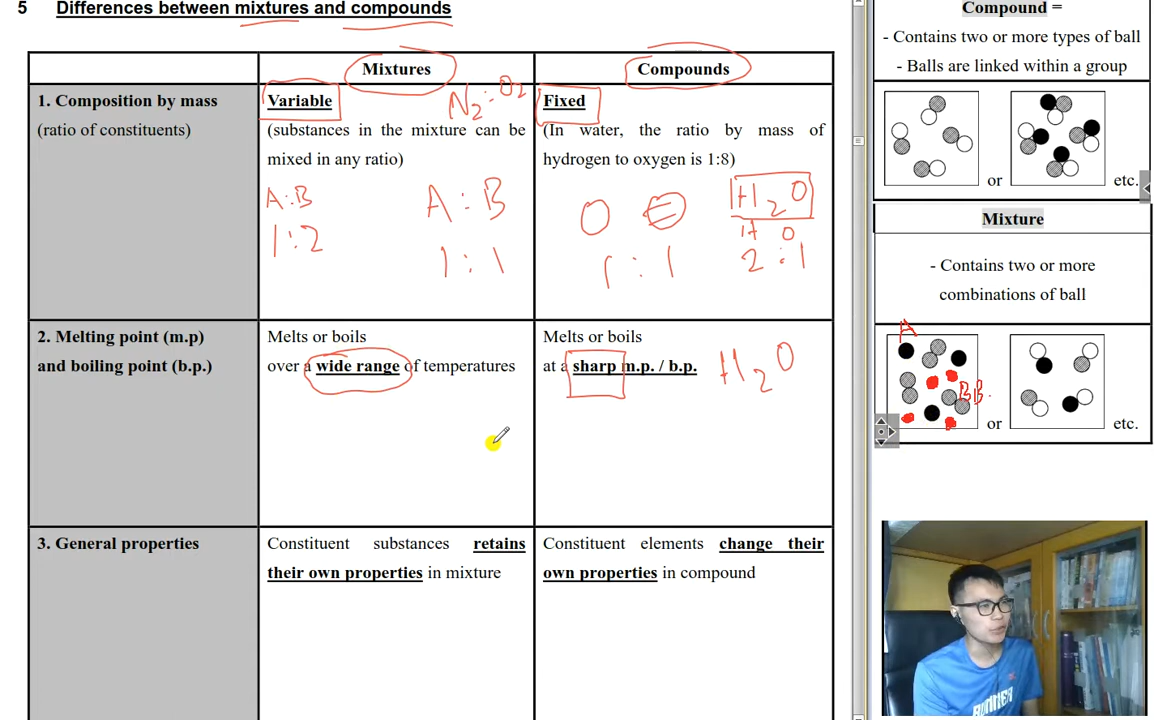 5 Differences between mixtures and compounds
Mixtures
Compounds
1. Composition by mass
(ratio of constituents)
Variable
N2:O2
(substances in the mixture can be
mixed in any ratio)
A:B
1:2
A:B
1:1
Fixed
(In water, the ratio by mass of
hydrogen to oxygen is 1:8)
1:1
H2O
H O
2:1
2. Melting point (m.p)
and boiling point (b.p.)
Melts or boils
over a wide range of temperatures
Melts or boils
at a sharp m.p. / b.p.
H2O
3. General properties
Constituent substances retains
their own properties in mixture
Constituent elements change their
own properties in compound
Compound =
- Contains two or more types of ball
- Balls are linked within a group
or
etc.
Mixture
- Contains two or more
combinations of ball
A
BB
or
etc.